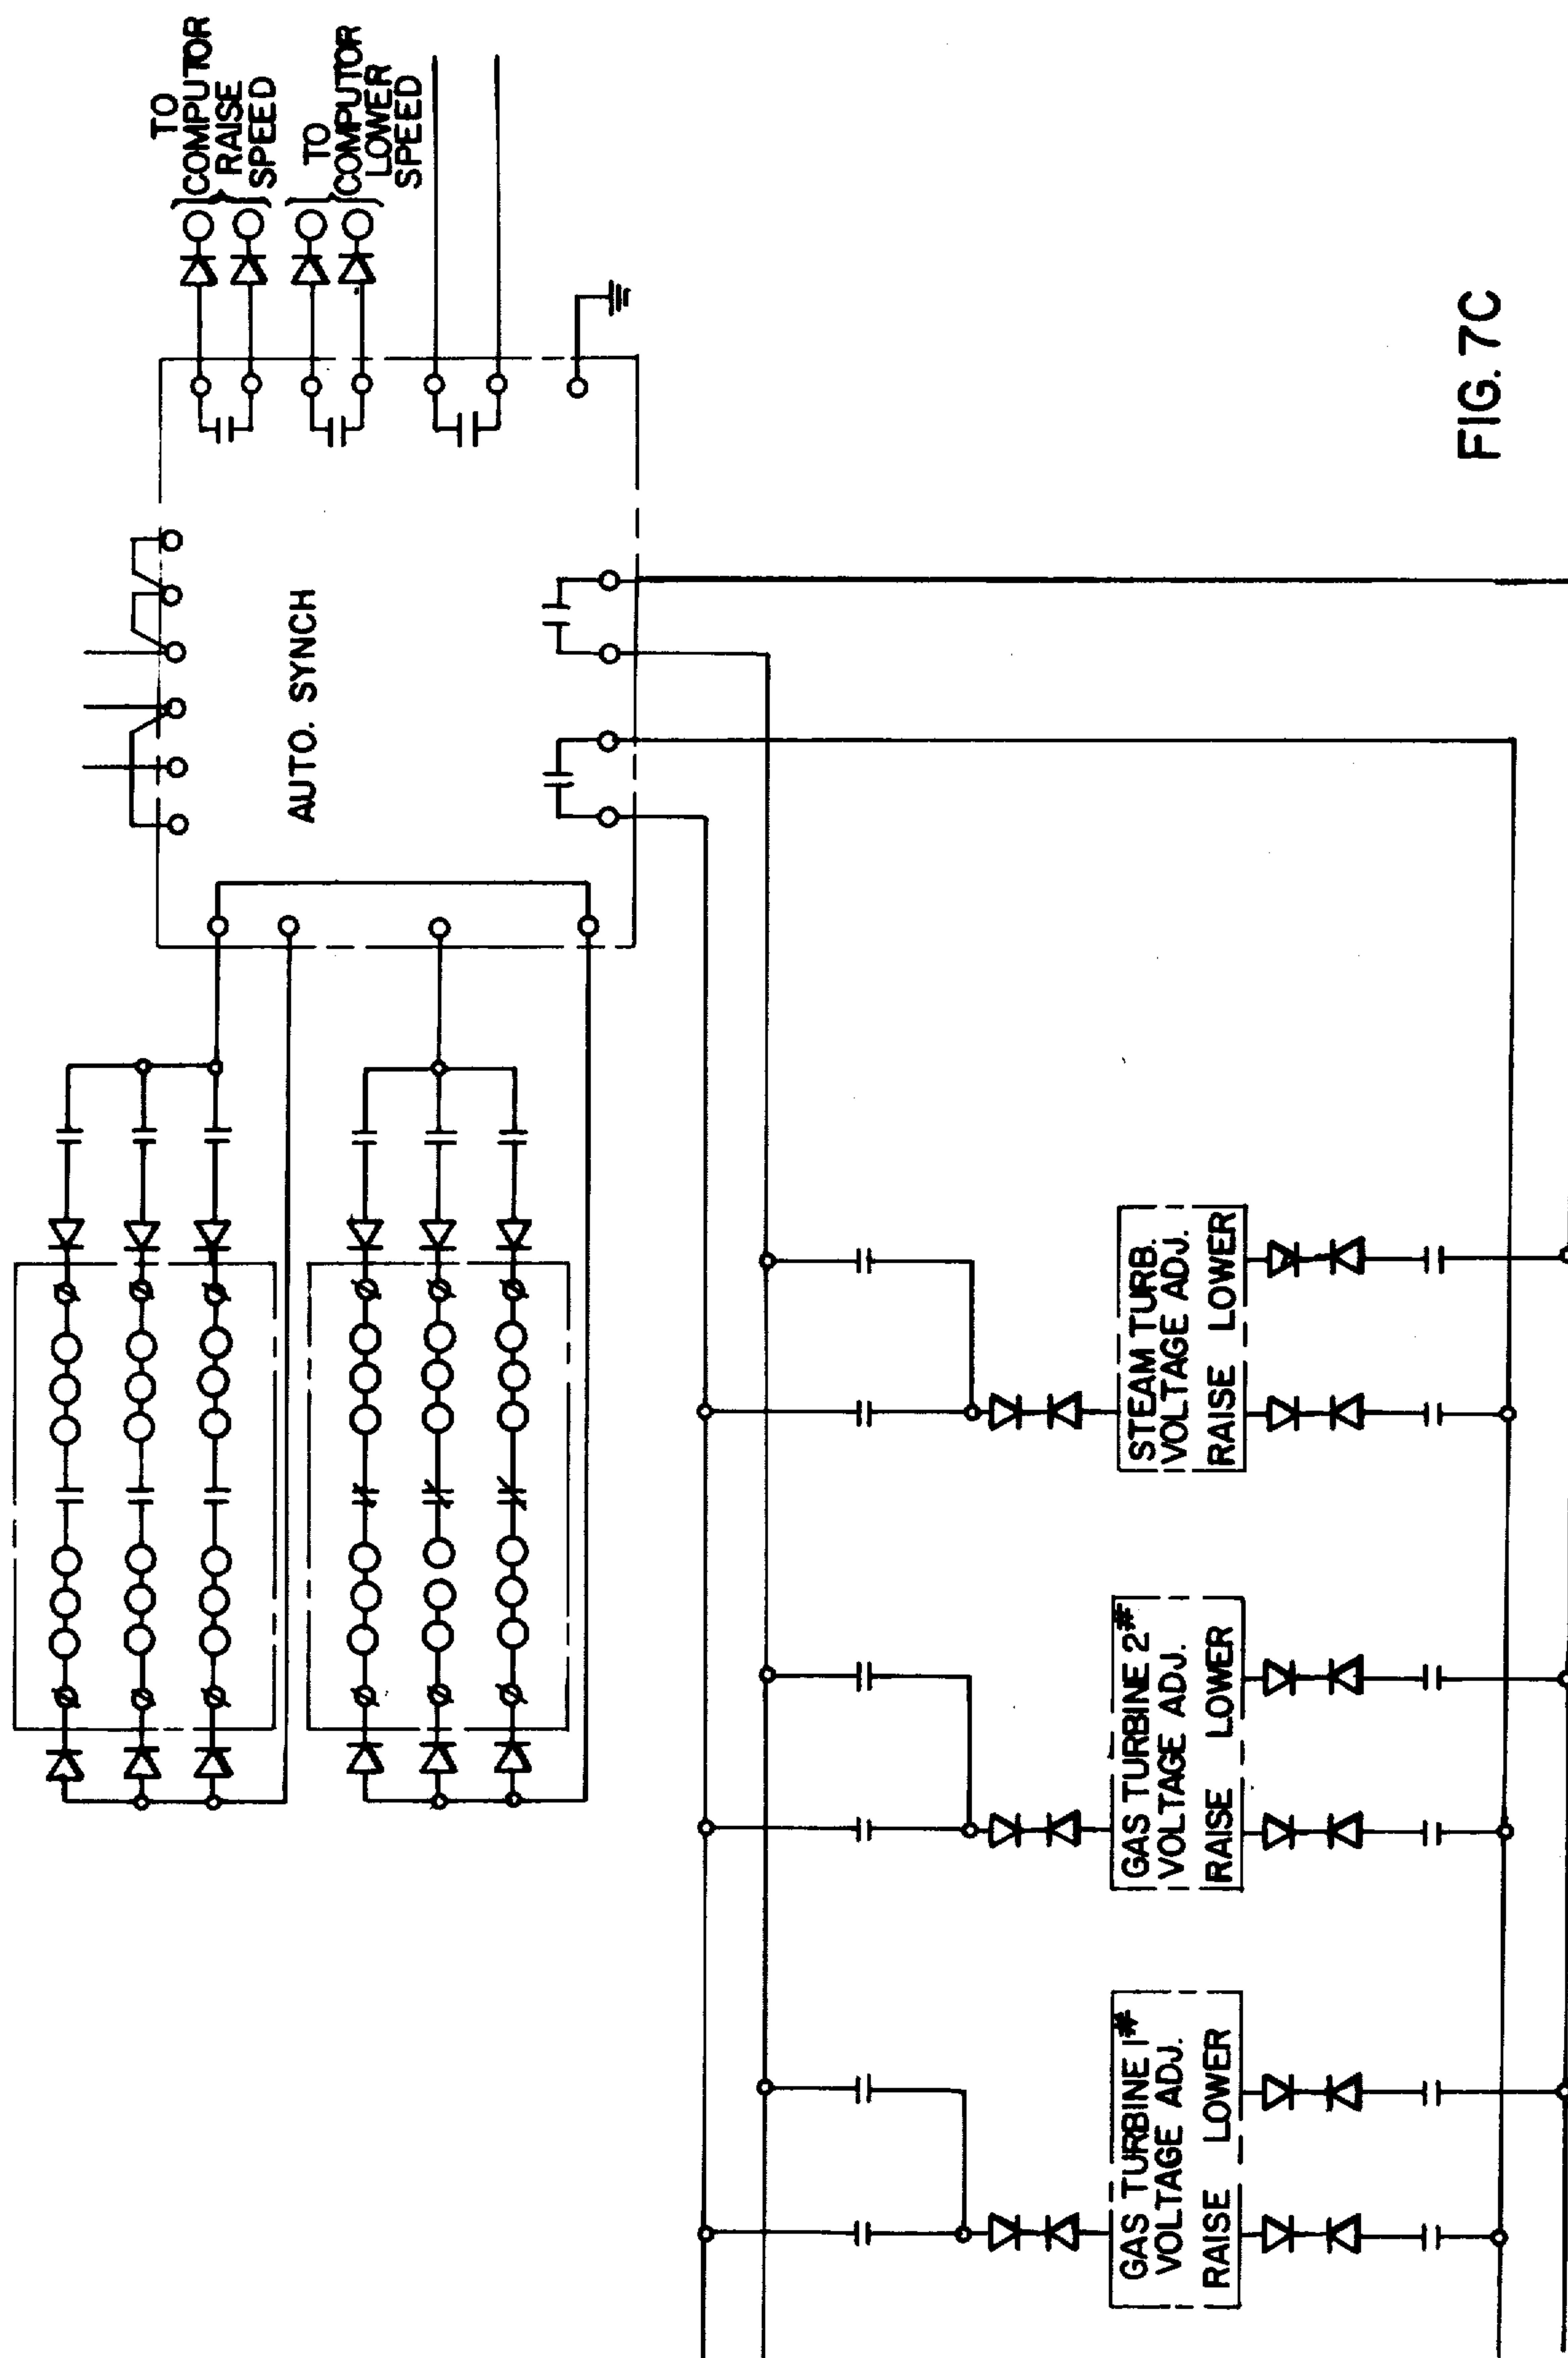 TO
COMPUTOR
RAISE
SPEED
TO
COMPUTOR
LOWER
SPEED
AUTO. SYNCH
GAS TURBINE 1#
VOLTAGE ADJ.
RAISE LOWER
GAS TURBINE 2#
VOLTAGE ADJ.
RAISE LOWER
STEAM TURB.
VOLTAGE ADJ.
RAISE LOWER
FIG. 7C